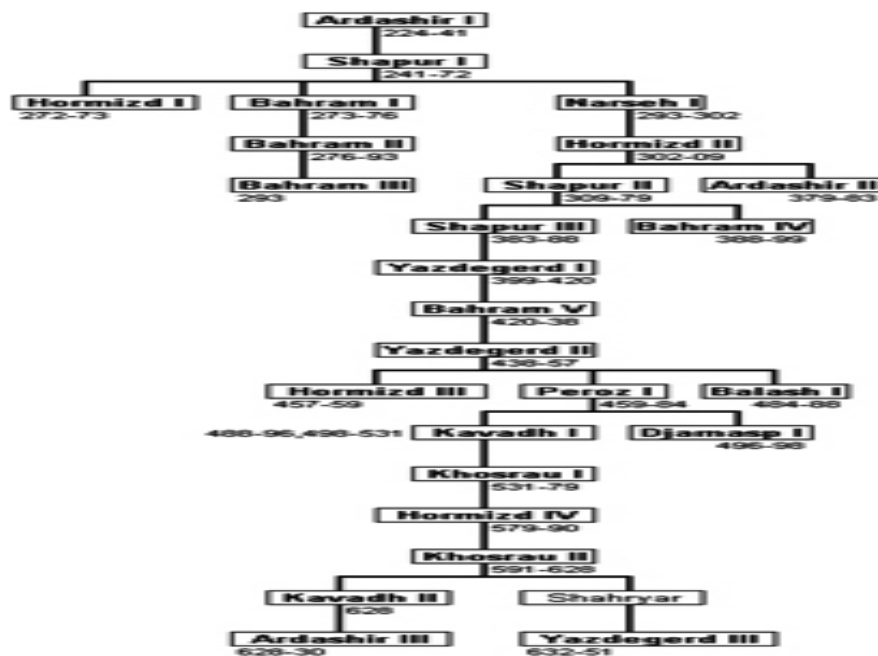 Ardashir I
224-41
Shapur I
241-72
Hormizd I
Bahram I
Narseh I
272-73
273-76
293-302
Bahram II
Hormizd II
276-93
302-09
Bahram III
Shapur II
Ardashir II
293
309-79
379-83
Shapur III
Bahram IV
383-88
388-99
Yazdegerd I
399-420
Bahram V
420-38
Yazdegerd II
438-57
Hormizd III
Peroz I
Balash I
457-59
459-84
484-88
488-96,498-531
Kavadh I
Djamasp I
496-98
Khosrau I
531-79
Hormizd IV
579-90
Khosrau II
591-628
Kavadh II
Shahryar
628
Ardashir III
Yazdegerd III
628-30
632-51